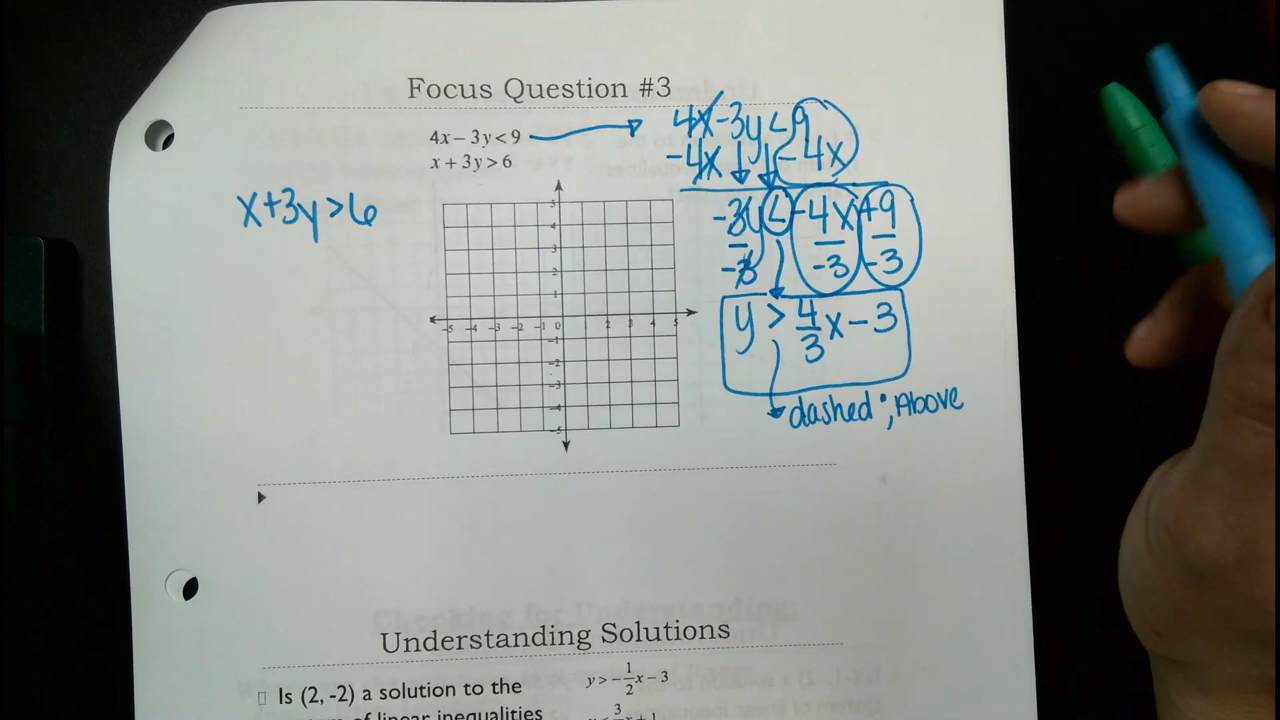 Focus Question #3
4x − 3y < 9
x + 3y > 6
4x - 3y < 9
-4x - 4x
-3y < -4x + 9
-3 -3 -3
y > 4/3 x - 3
dashed ; Above
x + 3y > 6
5
4
3
2
1
-5 -4 -3 -2 -1 0 2 3 4 5
-1
-2
-3
-4
-5
Understanding Solutions
Is (2, -2) a solution to the
y > -1/2 x - 3
of linear inequalities